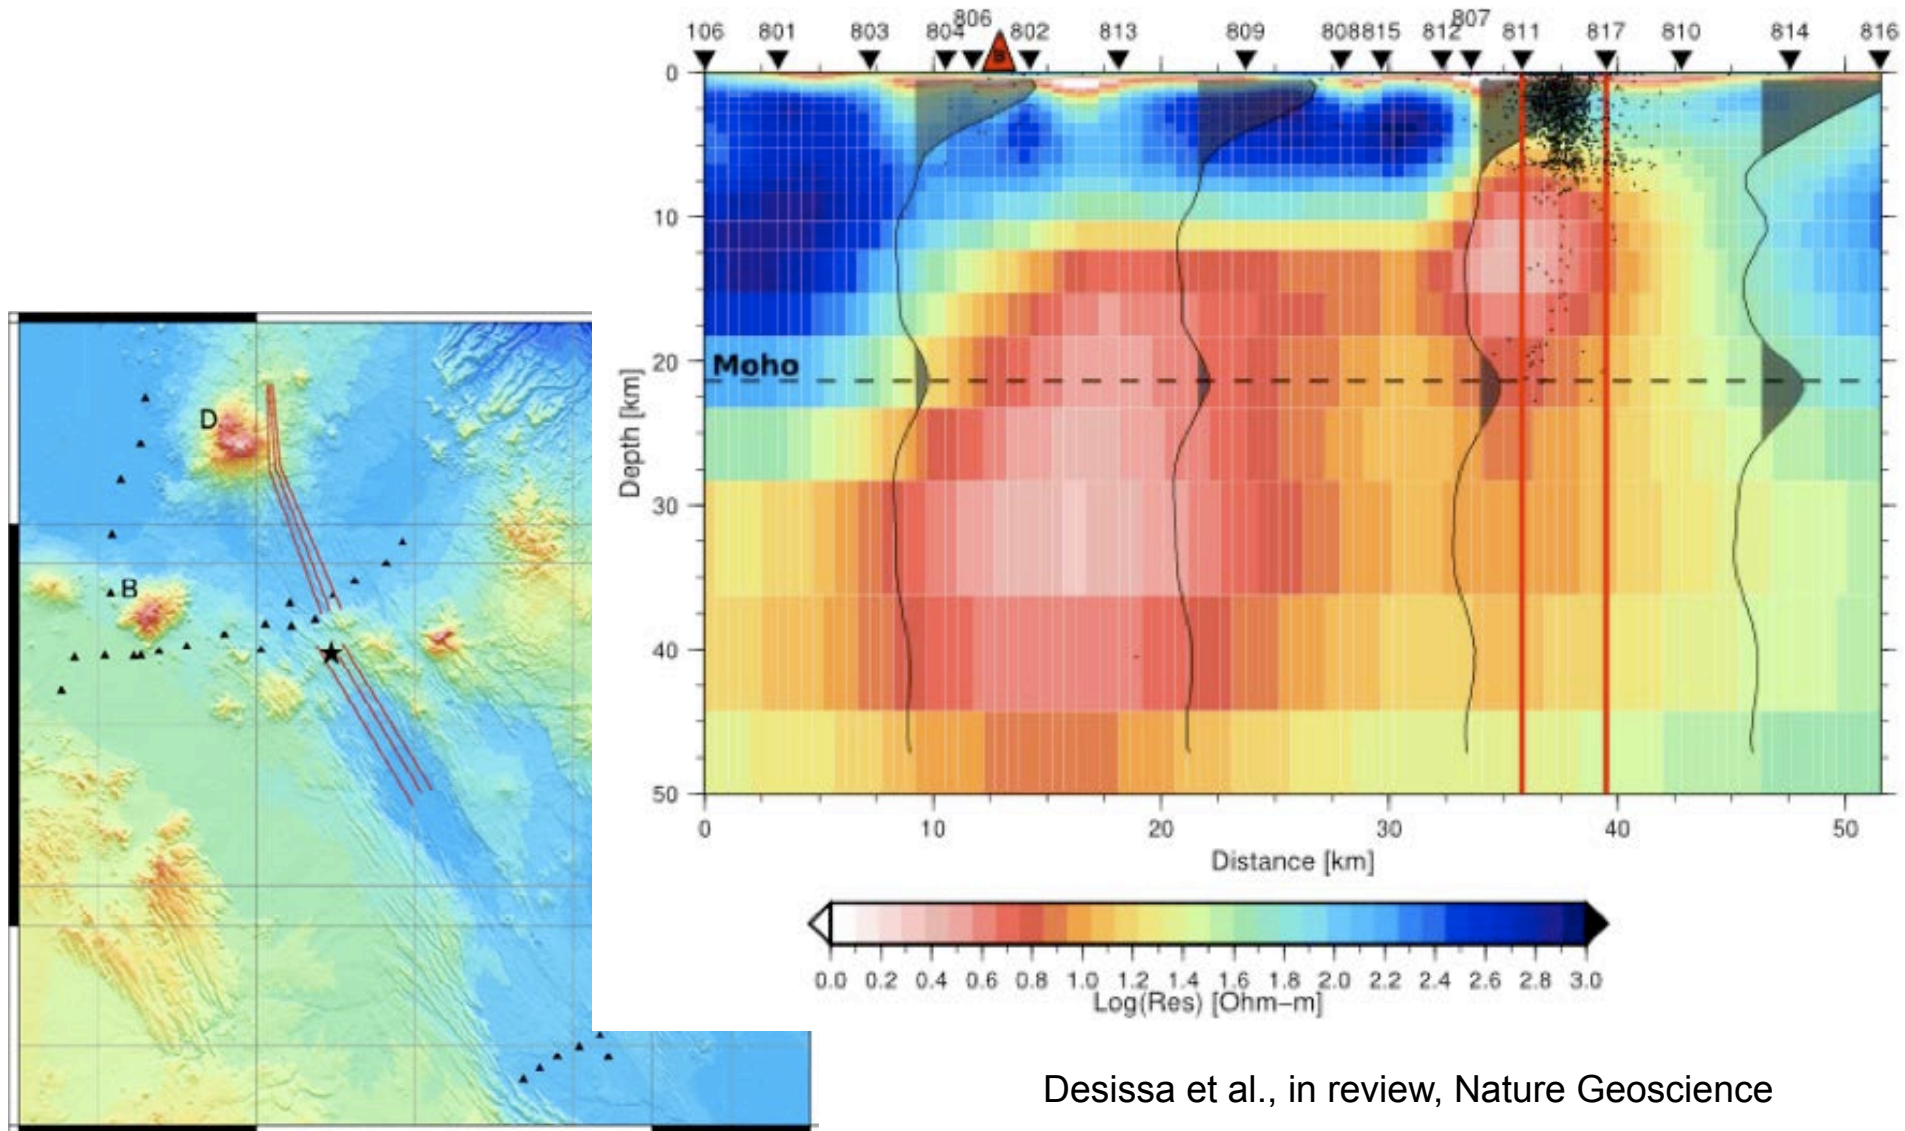 806 807
106 801 803 804 802 813 809 808 815 812 811 817 810 814 816
B
0
10
20
30
40
50
Depth [km]
Moho
0 10 20 30 40 50
Distance [km]
0.0 0.2 0.4 0.6 0.8 1.0 1.2 1.4 1.6 1.8 2.0 2.2 2.4 2.6 2.8 3.0
Log(Res) [Ohm-m]
D
B
Desissa et al., in review, Nature Geoscience